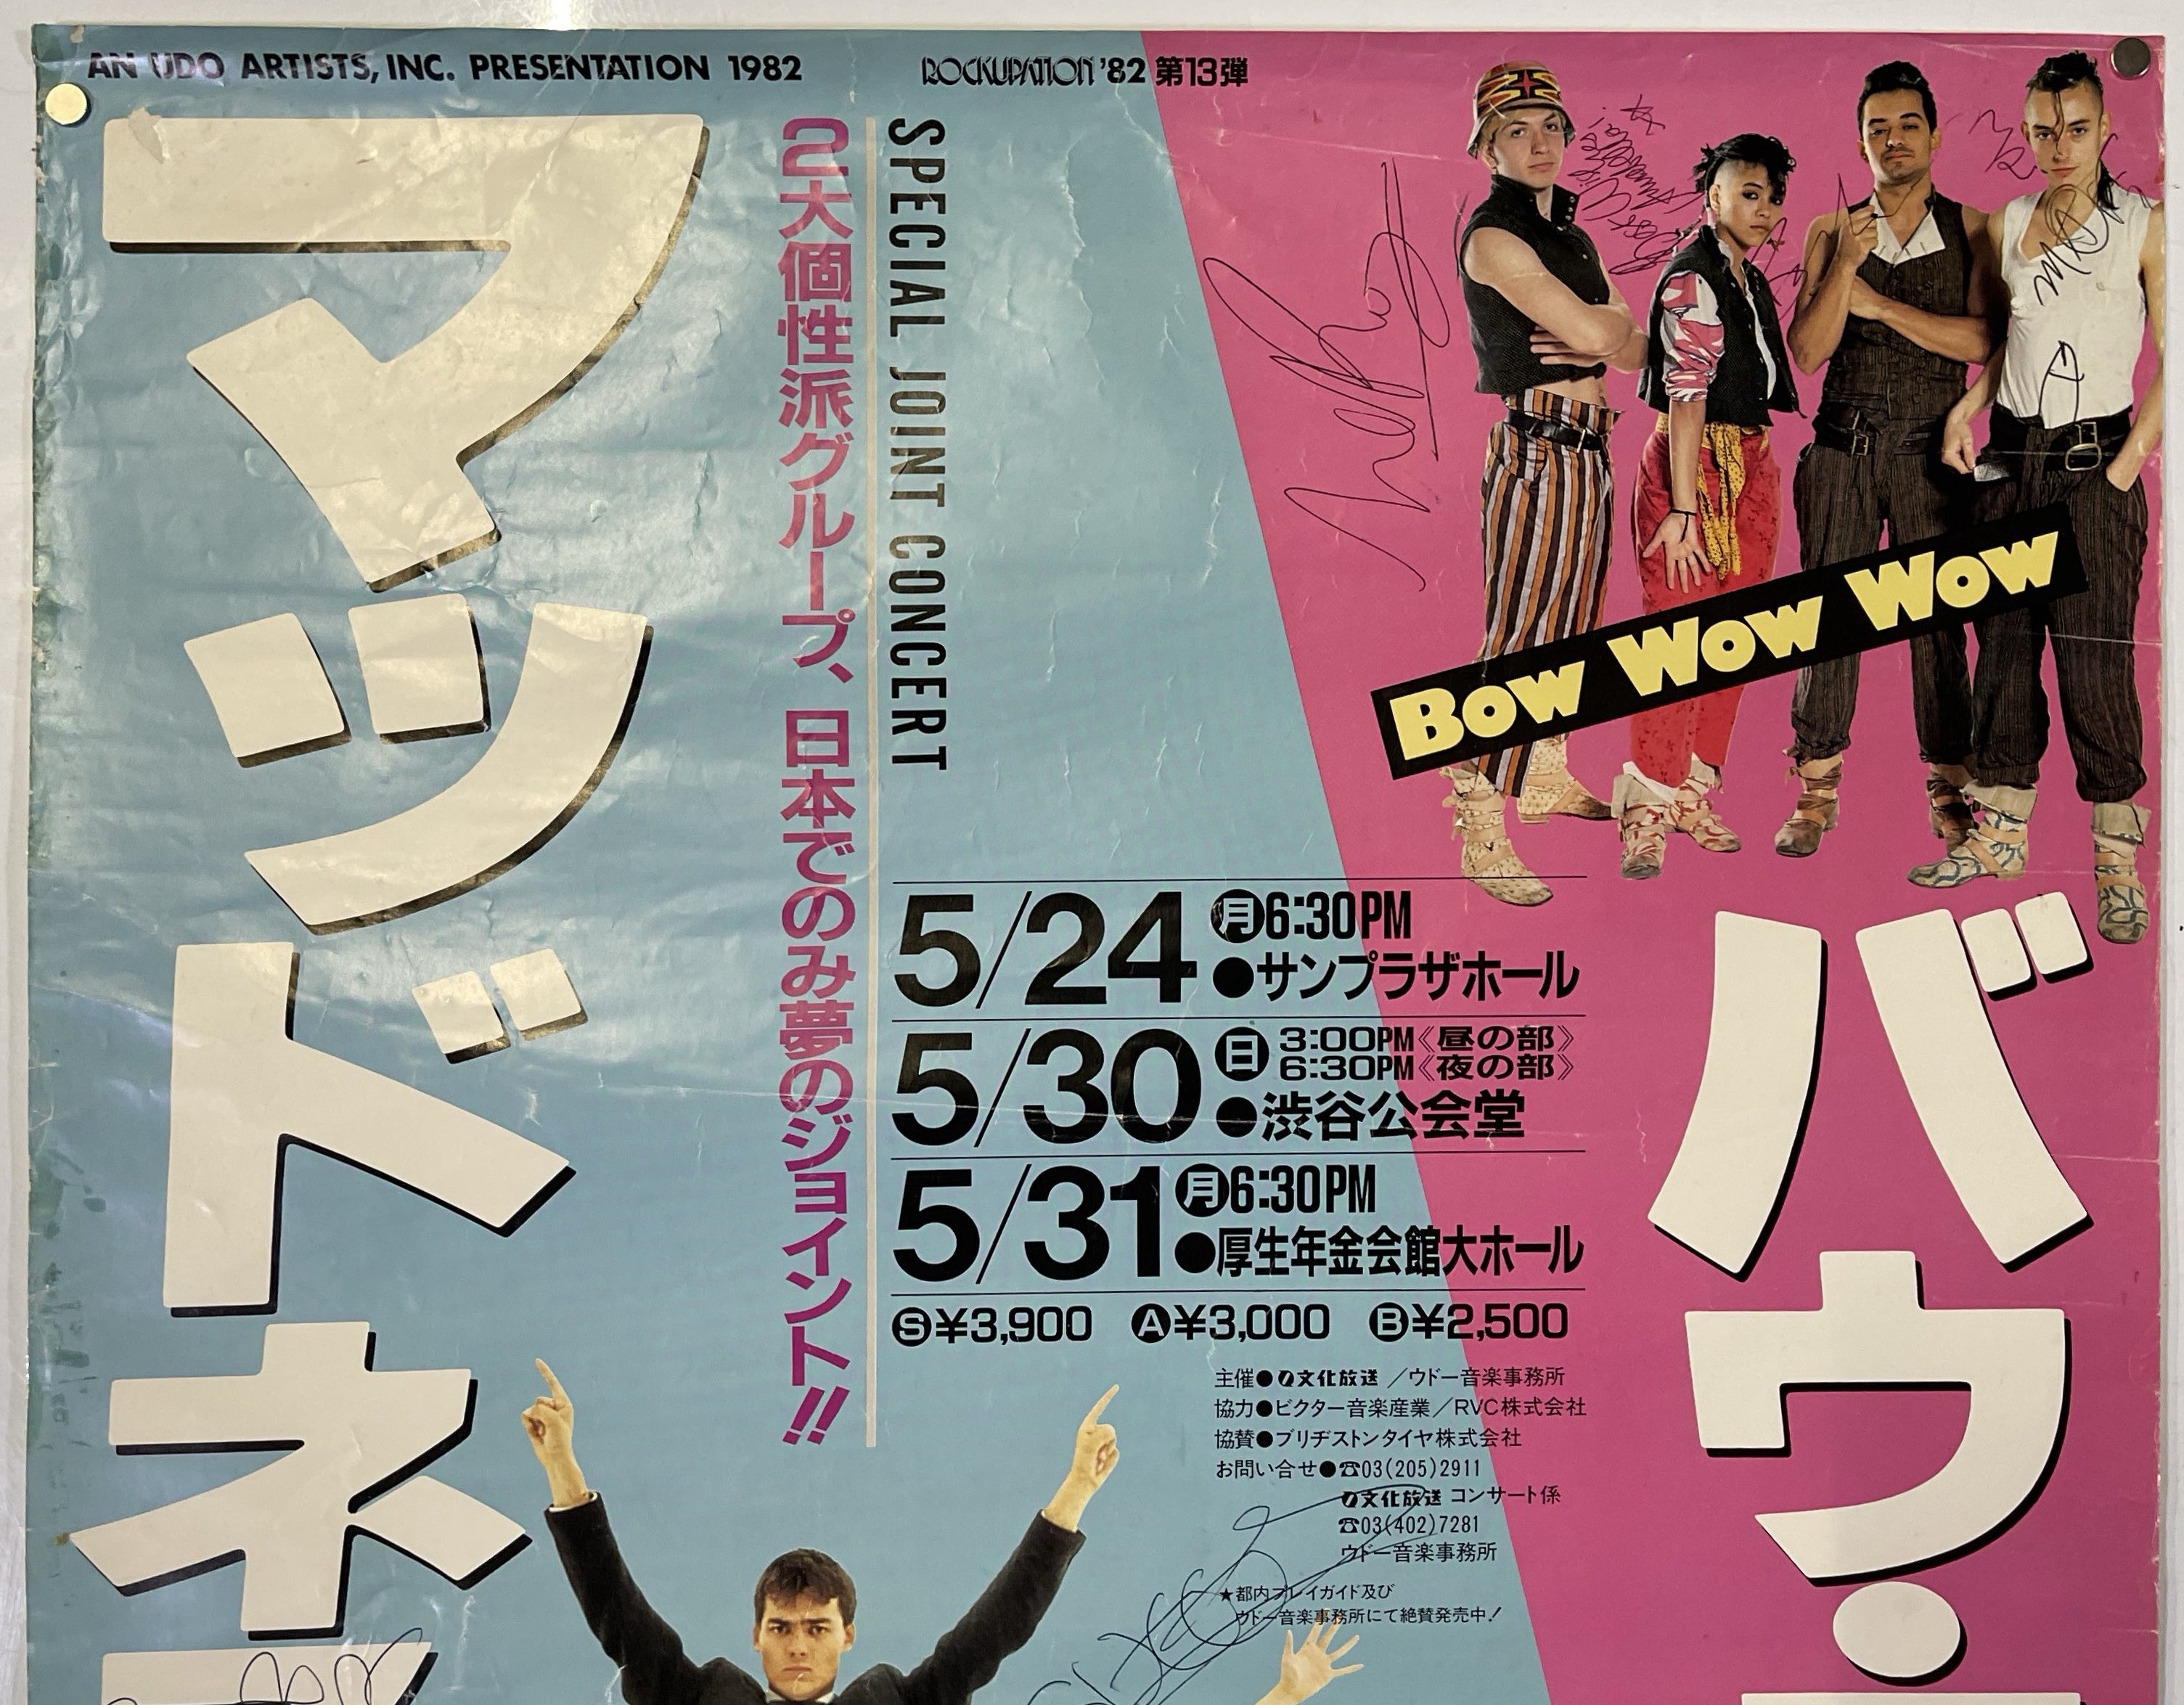 AN UDO ARTISTS, INC. PRESENTATION 1982
ROCKUPATION '82 第13弾
マッドネ
2大個性派グループ、日本でのみ夢のジョイント!!
SPECIAL JOINT CONCERT
Best Wishes
Annabella!
Bow Wow Wow
バウ・
5/24 月 6:30PM
●サンプラザホール
5/30 日 3:00PM《昼の部》
6:30PM《夜の部》
●渋谷公会堂
5/31 月 6:30PM
●厚生年金会館大ホール
S¥3,900 A¥3,000 B¥2,500
主催●文化放送/ウドー音楽事務所
協力●ビクター音楽産業/RVC株式会社
協賛●ブリヂストンタイヤ株式会社
お問い合せ●☎03(205)2911
文化放送 コンサート係
☎03(402)7281
ウドー音楽事務所
★都内プレイガイド及び
ウドー音楽事務所にて絶賛発売中!